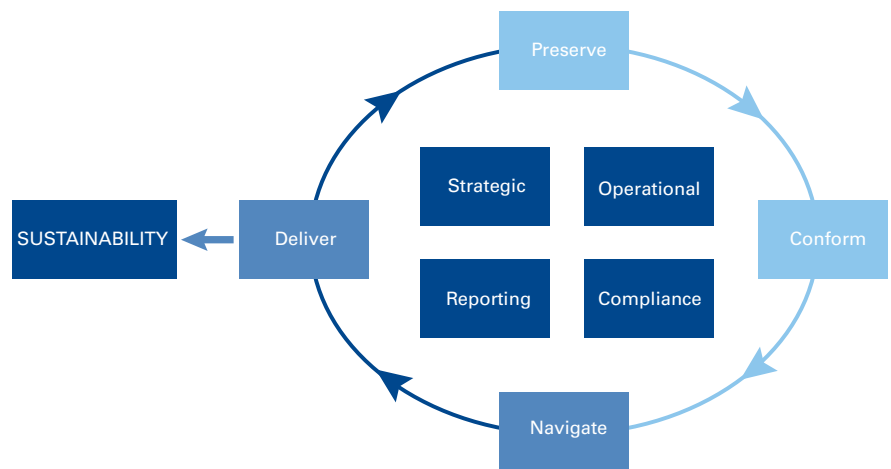 Preserve
Strategic
Operational
SUSTAINABILITY
Deliver
Conform
Reporting
Compliance
Navigate